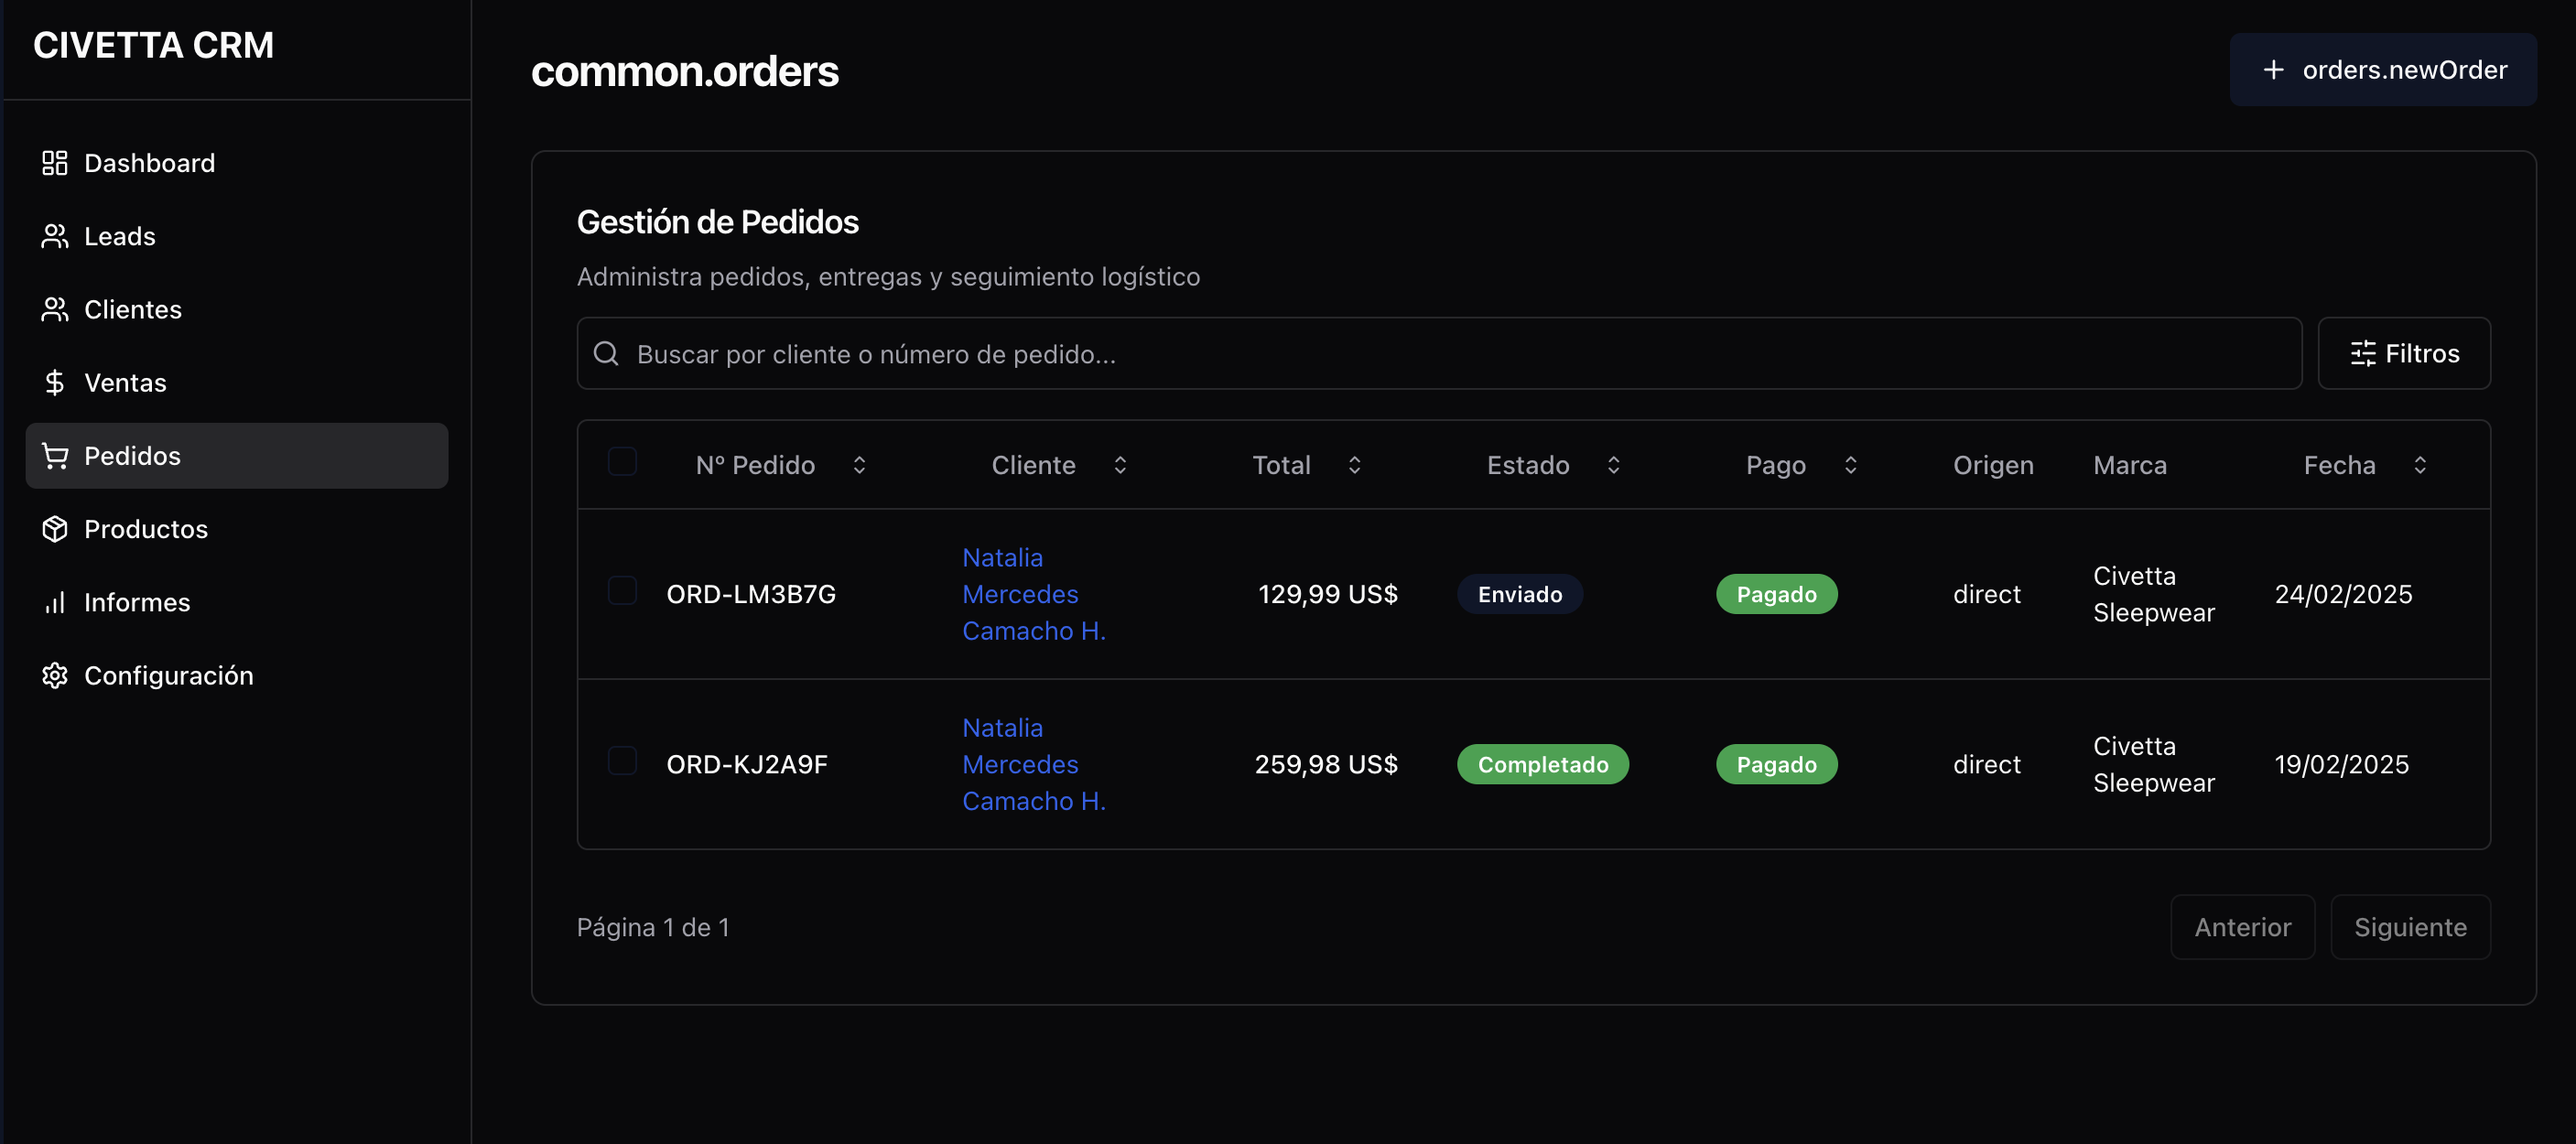 CIVETTA CRM
Dashboard
Leads
Clientes
Ventas
Pedidos
Productos
Informes
Configuración
common.orders
+ orders.newOrder
Gestión de Pedidos
Administra pedidos, entregas y seguimiento logístico
Buscar por cliente o número de pedido...
Filtros
Nº Pedido Cliente Total Estado Pago Origen Marca Fecha
ORD-LM3B7G
Natalia
Mercedes
Camacho H.
129,99 US$
Enviado
Pagado
direct
Civetta
Sleepwear
24/02/2025
ORD-KJ2A9F
Natalia
Mercedes
Camacho H.
259,98 US$
Completado
Pagado
direct
Civetta
Sleepwear
19/02/2025
Página 1 de 1
Anterior
Siguiente